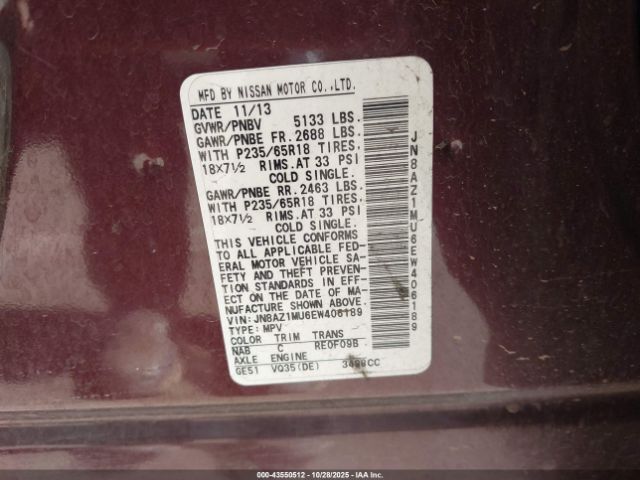 MFD BY NISSAN MOTOR CO.,LTD.
DATE 11/13
GVWR/PNBV 5133 LBS.
GAWR/PNBE FR. 2688 LBS.
WITH P235/65R18 TIRES.
18X7½ RIMS. AT 33 PSI
COLD SINGLE.
GAWR/PNBE RR. 2463 LBS.
WITH P235/65R18 TIRES.
18X7½ RIMS. AT 33 PSI
COLD SINGLE.
THIS VEHICLE CONFORMS
TO ALL APPLICABLE FED-
ERAL MOTOR VEHICLE SA-
FETY AND THEFT PREVEN-
TION STANDARDS IN EFF-
ECT ON THE DATE OF MA-
NUFACTURE SHOWN ABOVE.
VIN: JN8AZ1MU6EW406189
TYPE: MPV
COLOR TRIM TRANS
NAB C RE0F09B
AXLE ENGINE
GE51 VQ35(DE) 3498CC
JN8AZ1MU6EW406189
000-43550512 | 10/28/2025 | IAA